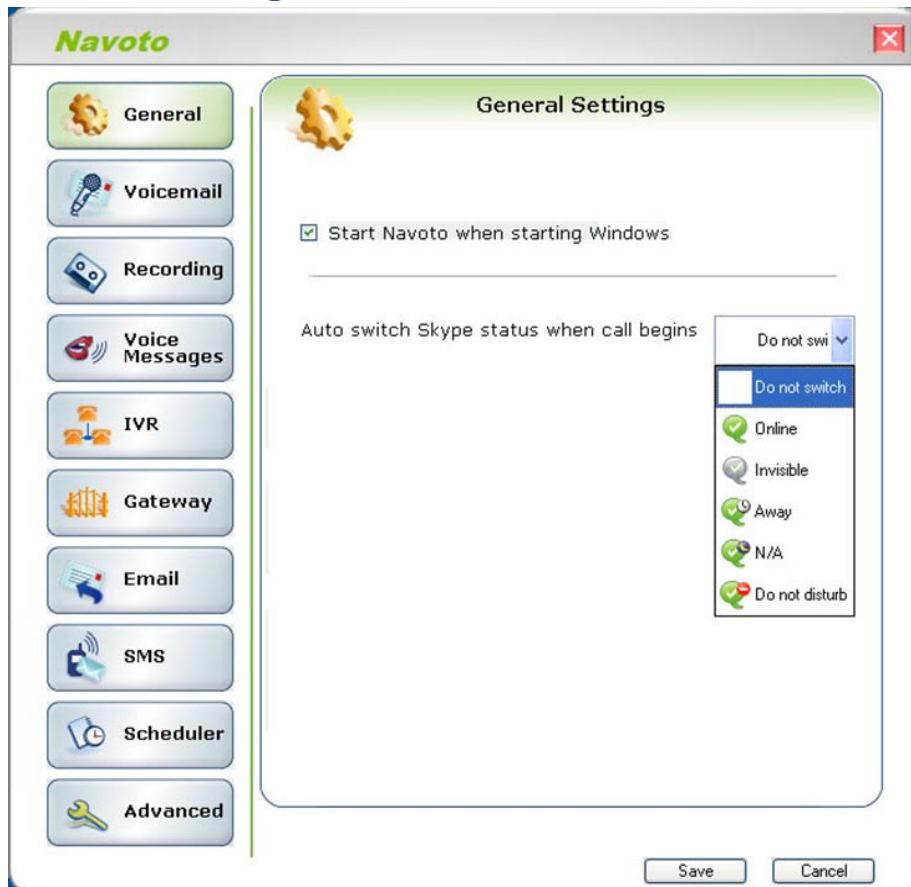 Navoto
General
Voicemail
Recording
Voice
Messages
IVR
Gateway
Email
SMS
Scheduler
Advanced
General Settings
Start Navoto when starting Windows
Auto switch Skype status when call begins
Do not swi
Do not switch
Online
Invisible
Away
N/A
Do not disturb
Save
Cancel